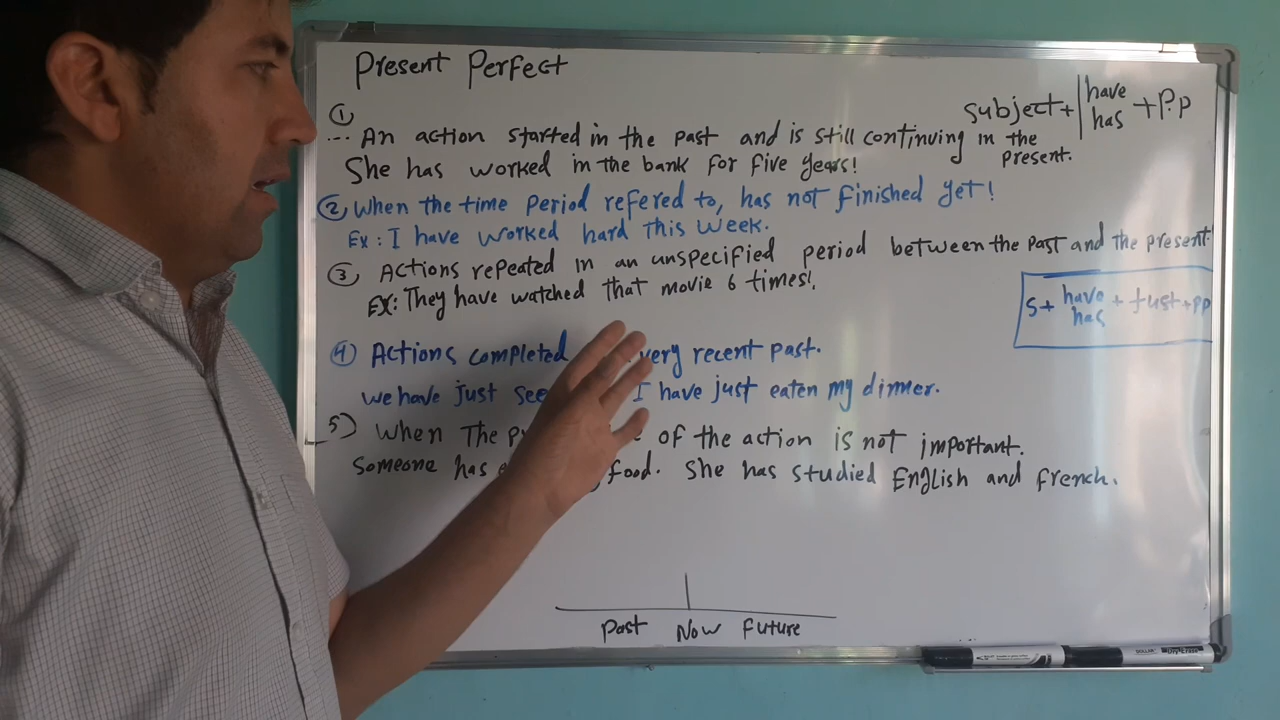 Present Perfect
Subject + | have has + P.P
①
... An action started in the past and is still continuing in the present.
She has worked in the bank for five years!
② When the time period refered to, has not finished yet!
Ex: I have worked hard this week.
③ Actions repeated in an unspecified period between the past and the present.
Ex: They have watched that movie 6 times!
S + have has + Just + PP
④ Actions completed very recent past.
we have just I have just eaten my dinner.
5) When The of the action is not important.
Someone has food. She has studied English and french.
Past Now Future
DOLLAR Dry-Erase